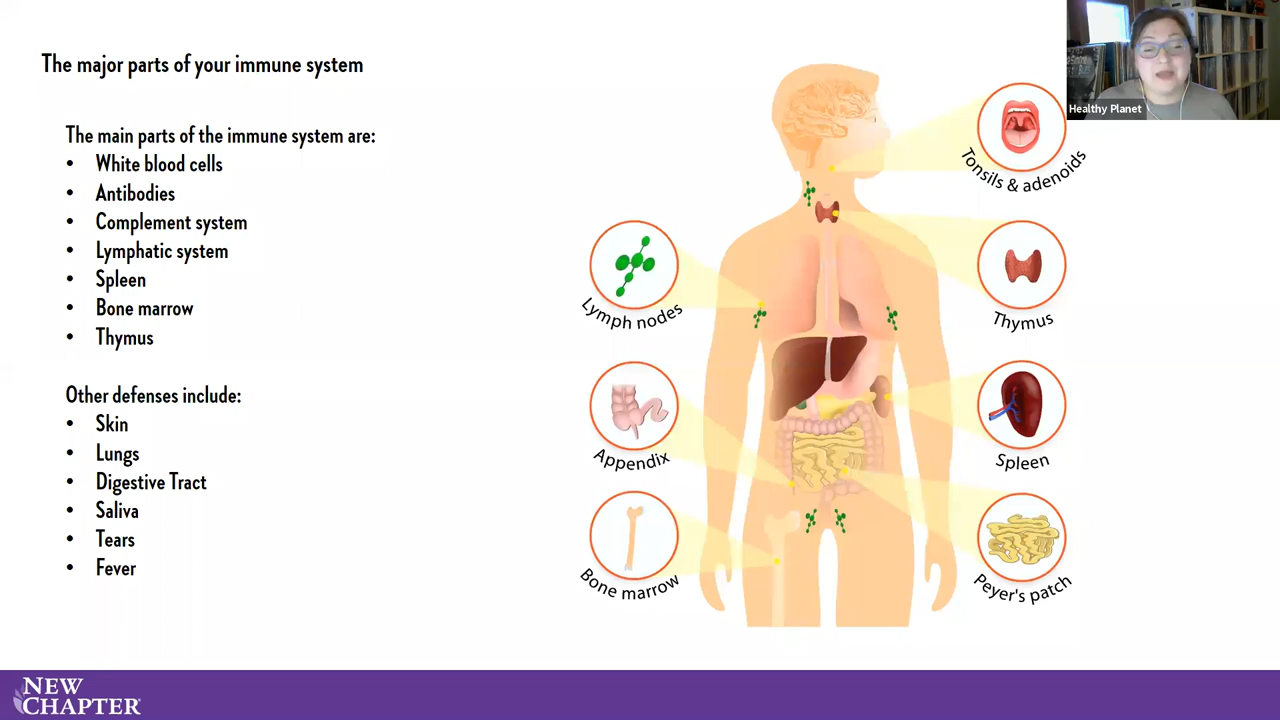 The major parts of your immune system
The main parts of the immune system are:
• White blood cells
• Antibodies
• Complement system
• Lymphatic system
• Spleen
• Bone marrow
• Thymus
Other defenses include:
• Skin
• Lungs
• Digestive Tract
• Saliva
• Tears
• Fever
Lymph nodes
Appendix
Bone marrow
Tonsils & adenoids
Thymus
Spleen
Peyer's patch
Healthy Planet
NEW
CHAPTER